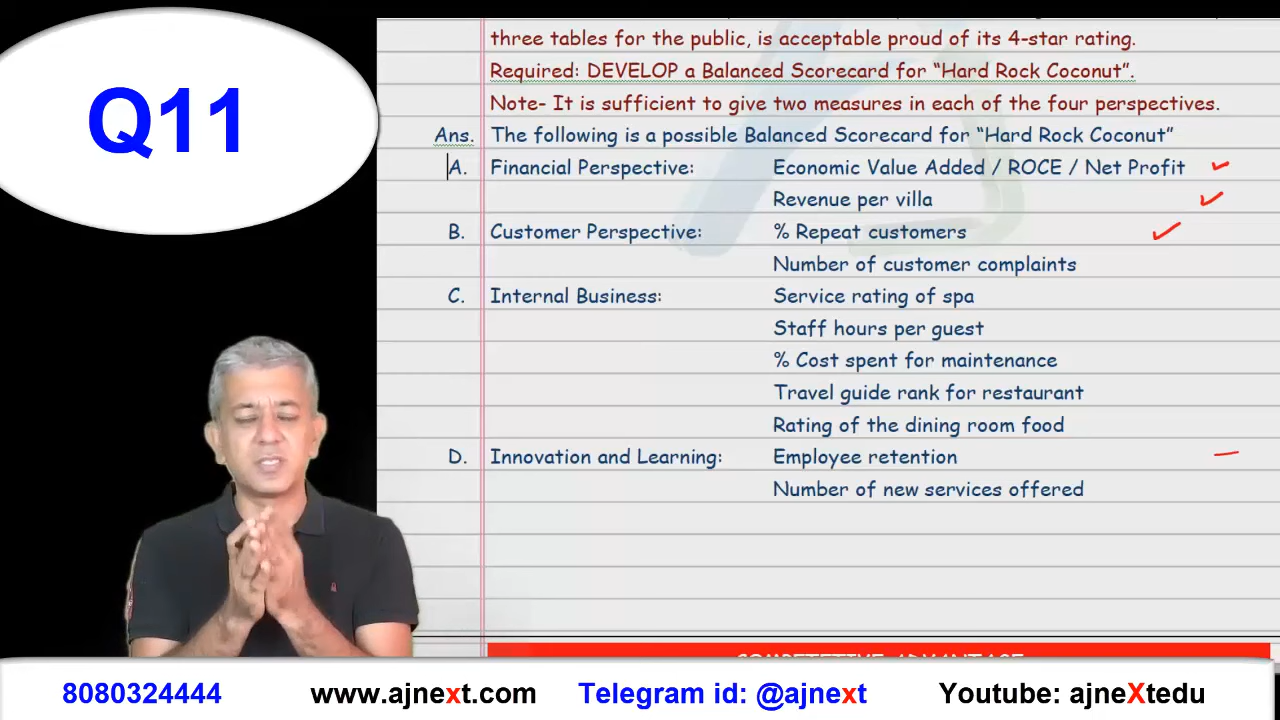 Q11
three tables for the public, is acceptable proud of its 4-star rating.
Required: DEVELOP a Balanced Scorecard for “Hard Rock Coconut”.
Note- It is sufficient to give two measures in each of the four perspectives.
Ans. The following is a possible Balanced Scorecard for “Hard Rock Coconut”
A. Financial Perspective: Economic Value Added / ROCE / Net Profit
Revenue per villa
B. Customer Perspective: % Repeat customers
Number of customer complaints
C. Internal Business: Service rating of spa
Staff hours per guest
% Cost spent for maintenance
Travel guide rank for restaurant
Rating of the dining room food
D. Innovation and Learning: Employee retention
Number of new services offered
COMPETETIVE ADVANTAGE
8080324444 www.ajnext.com Telegram id: @ajnext Youtube: ajneXtedu